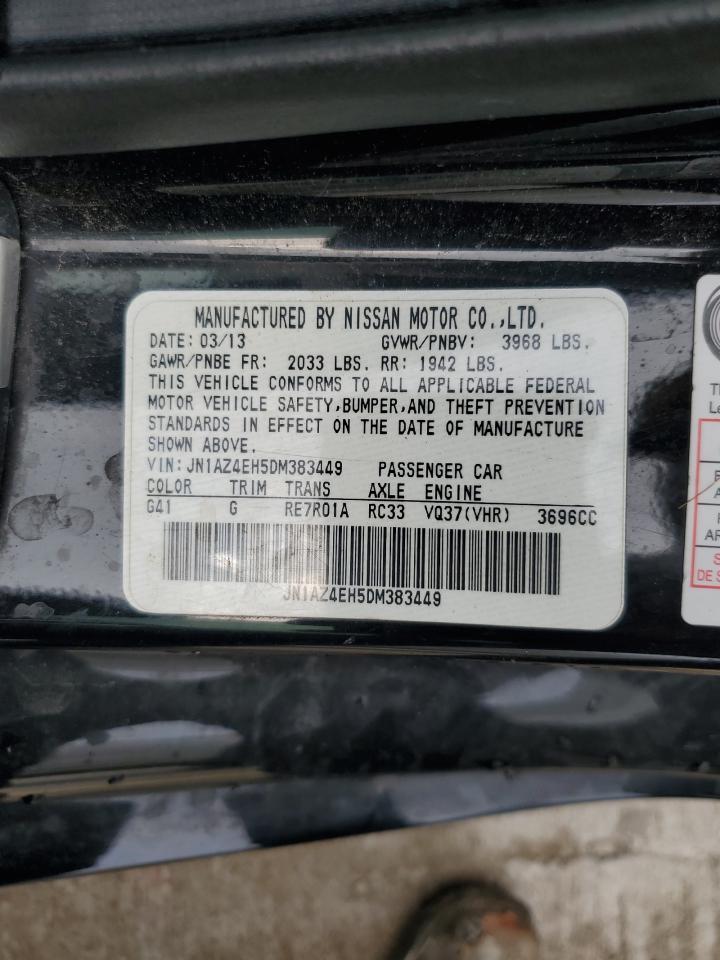 MANUFACTURED BY NISSAN MOTOR CO.,LTD.
DATE: 03/13 GVWR/PNBV: 3968 LBS.
GAWR/PNBE FR: 2033 LBS. RR: 1942 LBS.
THIS VEHICLE CONFORMS TO ALL APPLICABLE FEDERAL
MOTOR VEHICLE SAFETY,BUMPER,AND THEFT PREVENTION
STANDARDS IN EFFECT ON THE DATE OF MANUFACTURE
SHOWN ABOVE.
VIN:JN1AZ4EH5DM383449 PASSENGER CAR
COLOR TRIM TRANS AXLE ENGINE
G41 G RE7R01A RC33 VQ37(VHR) 3696CC
JN1AZ4EH5DM383449
DE S